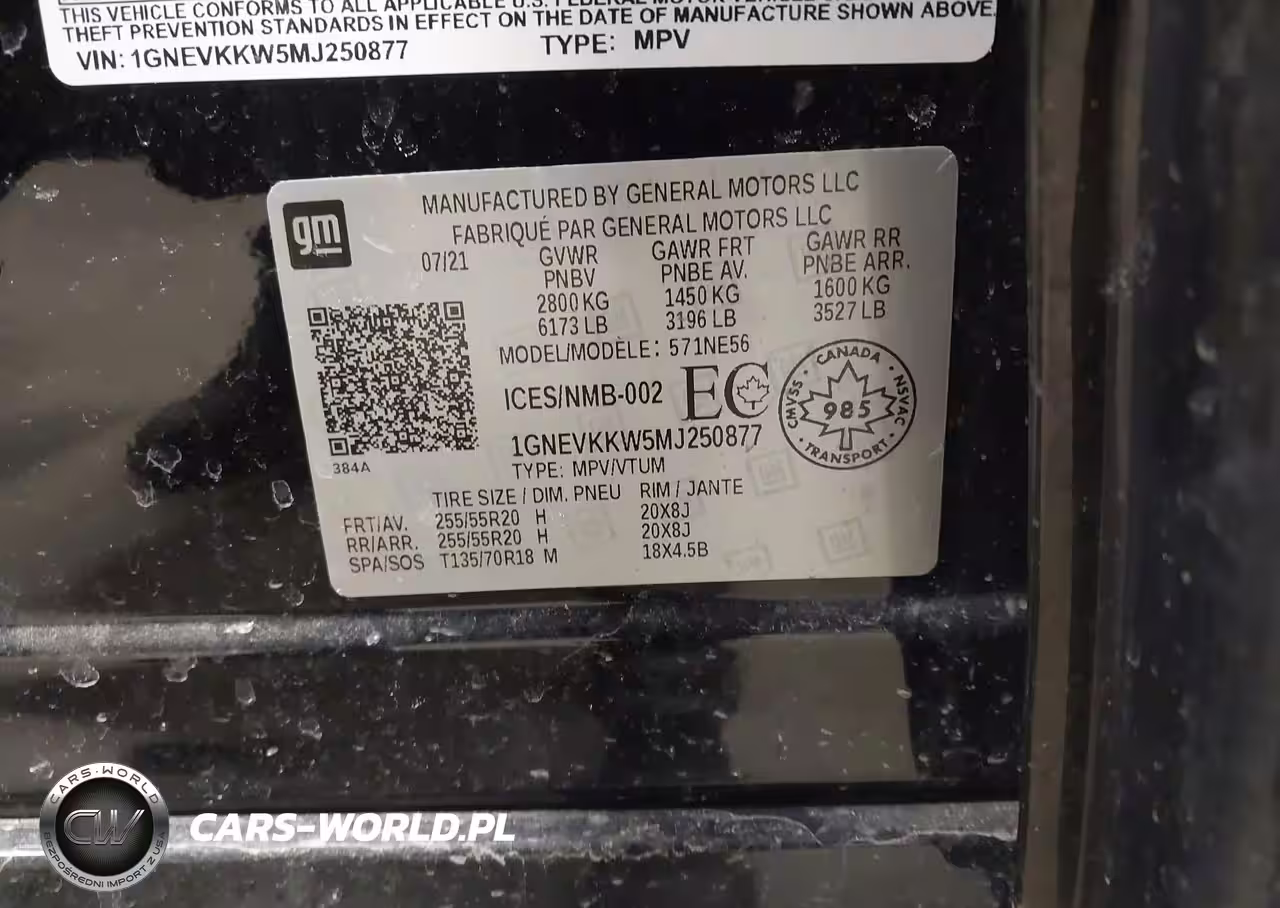 THIS VEHICLE CONFORMS TO ALL APPLICABLE U.S. FEDERAL MOTOR VEHICLE
THEFT PREVENTION STANDARDS IN EFFECT ON THE DATE OF MANUFACTURE SHOWN ABOVE.
VIN: 1GNEVKKW5MJ250877 TYPE: MPV
gm
MANUFACTURED BY GENERAL MOTORS LLC
FABRIQUÉ PAR GENERAL MOTORS LLC
07/21 GVWR GAWR FRT GAWR RR
PNBV PNBE AV. PNBE ARR.
2800 KG 1450 KG 1600 KG
6173 LB 3196 LB 3527 LB
MODEL/MODÈLE: 571NE56
ICES/NMB-002 EC
CANADA
CMVSS 985 NSVAC
TRANSPORT
1GNEVKKW5MJ250877
384A
TYPE: MPV/VTUM
TIRE SIZE / DIM. PNEU RIM / JANTE
FRT/AV. 255/55R20 H 20X8J
RR/ARR. 255/55R20 H 20X8J
SPA/SOS T135/70R18 M 18X4.5B
CARS-WORLD
CW
BEZPOŚREDNI IMPORT Z USA
CARS-WORLD.PL